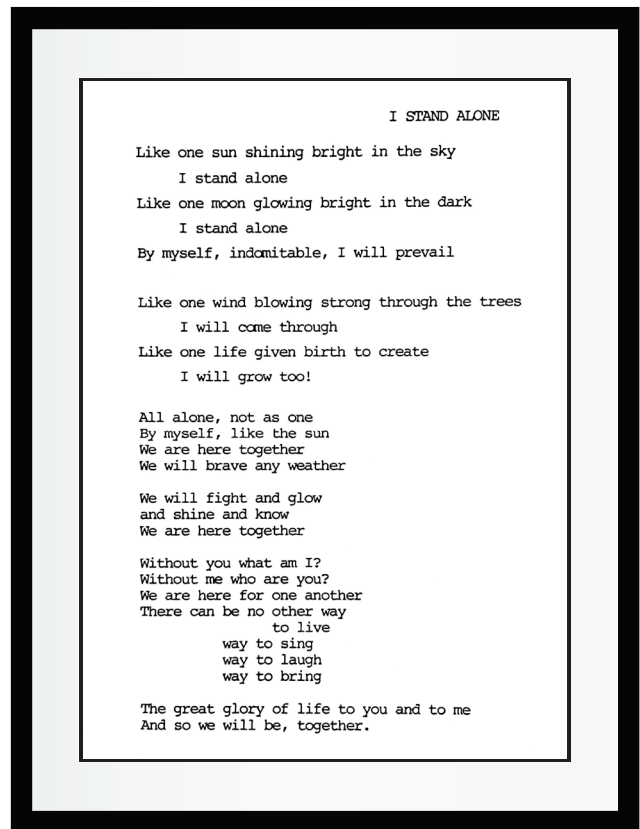 I STAND ALONE
Like one sun shining bright in the sky
I stand alone
Like one moon glowing bright in the dark
I stand alone
By myself, indomitable, I will prevail
Like one wind blowing strong through the trees
I will come through
Like one life given birth to create
I will grow too!
All alone, not as one
By myself, like the sun
We are here together
We will brave any weather
We will fight and glow
and shine and know
We are here together
Without you what am I?
Without me who are you?
We are here for one another
There can be no other way
to live
way to sing
way to laugh
way to bring
The great glory of life to you and to me
And so we will be, together.